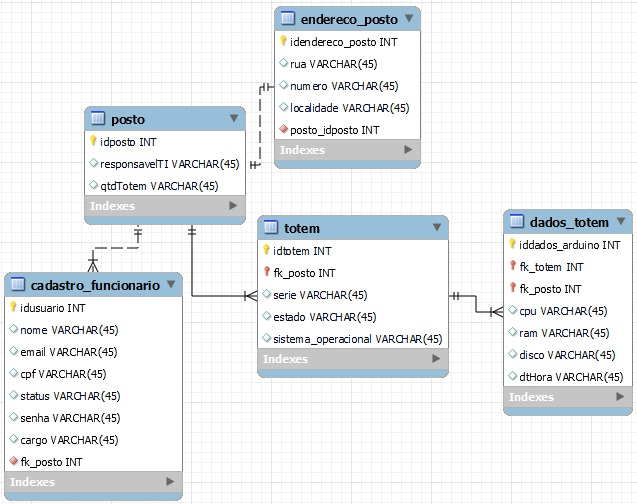 endereco_posto
idendereco_posto INT
rua VARCHAR(45)
numero VARCHAR(45)
localidade VARCHAR(45)
posto_idposto INT
Indexes
posto
idposto INT
responsavelTI VARCHAR(45)
qtdTotem VARCHAR(45)
Indexes
totem
idtotem INT
fk_posto INT
serie VARCHAR(45)
estado VARCHAR(45)
sistema_operacional VARCHAR(45)
Indexes
dados_totem
iddados_arduino INT
fk_totem INT
fk_posto INT
cpu VARCHAR(45)
ram VARCHAR(45)
disco VARCHAR(45)
dtHora VARCHAR(45)
Indexes
cadastro_funcionario
idusuario INT
nome VARCHAR(45)
email VARCHAR(45)
cpf VARCHAR(45)
status VARCHAR(45)
senha VARCHAR(45)
cargo VARCHAR(45)
fk_posto INT
Indexes